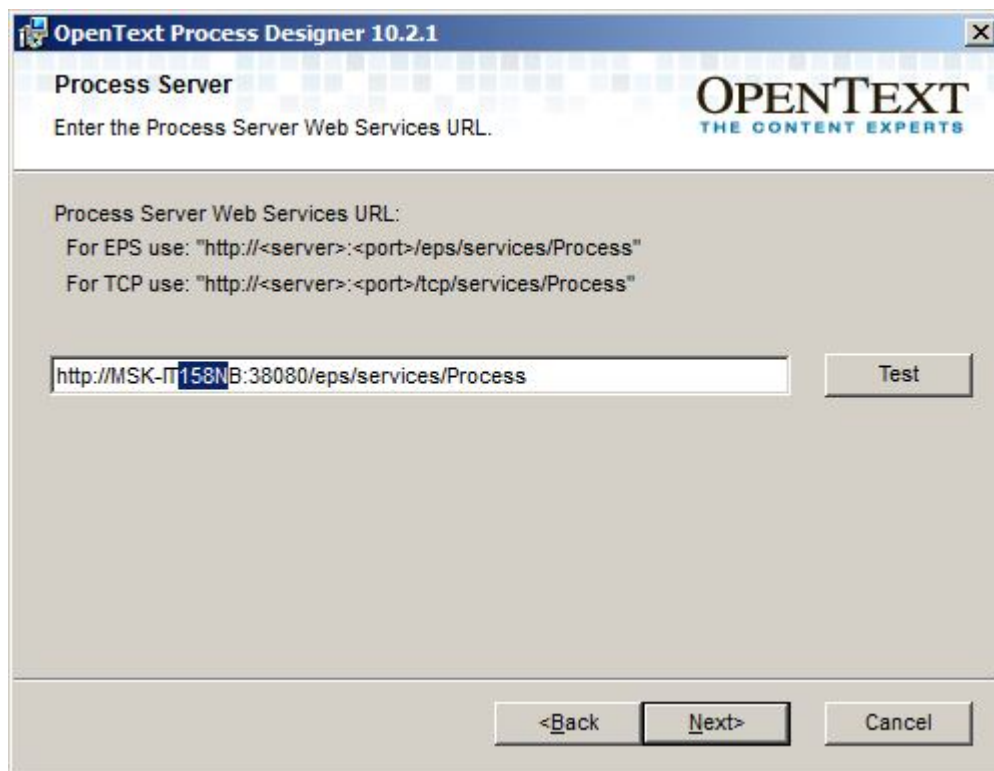 OpenText Process Designer 10.2.1
Process Server
Enter the Process Server Web Services URL.
OPENTEXT
THE CONTENT EXPERTS
Process Server Web Services URL:
For EPS use: "http://<server>:<port>/eps/services/Process"
For TCP use: "http://<server>:<port>/tcp/services/Process"
http://MSK-IT158NB:38080/eps/services/Process
Test
<Back
Next>
Cancel